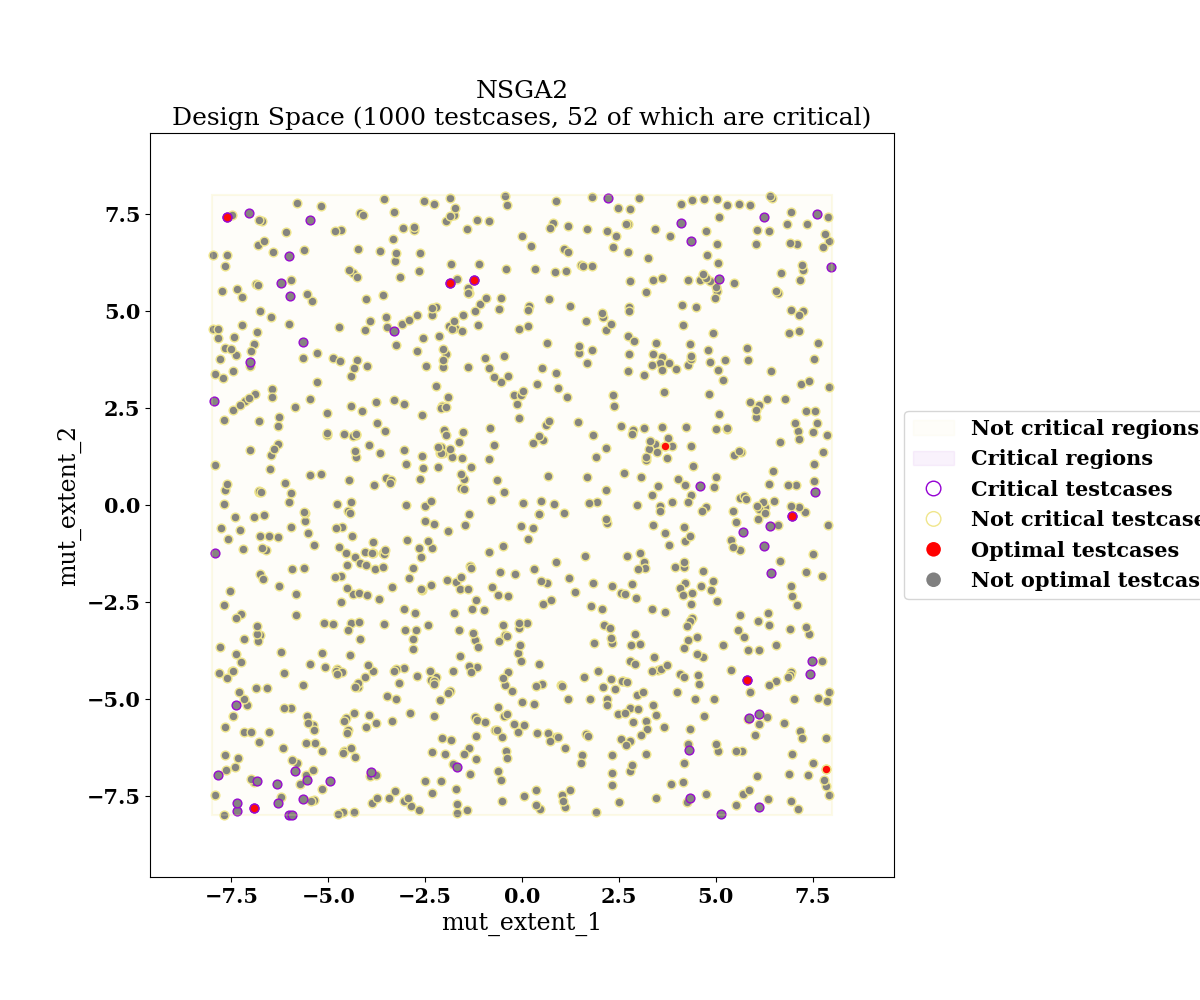 NSGA2
Design Space (1000 testcases, 52 of which are critical)
7.5
5.0
2.5
0.0
−2.5
−5.0
−7.5
mut_extent_2
−7.5 −5.0 −2.5 0.0 2.5 5.0 7.5
mut_extent_1
Not critical regions
Critical regions
Critical testcases
Not critical testcase
Optimal testcases
Not optimal testcas